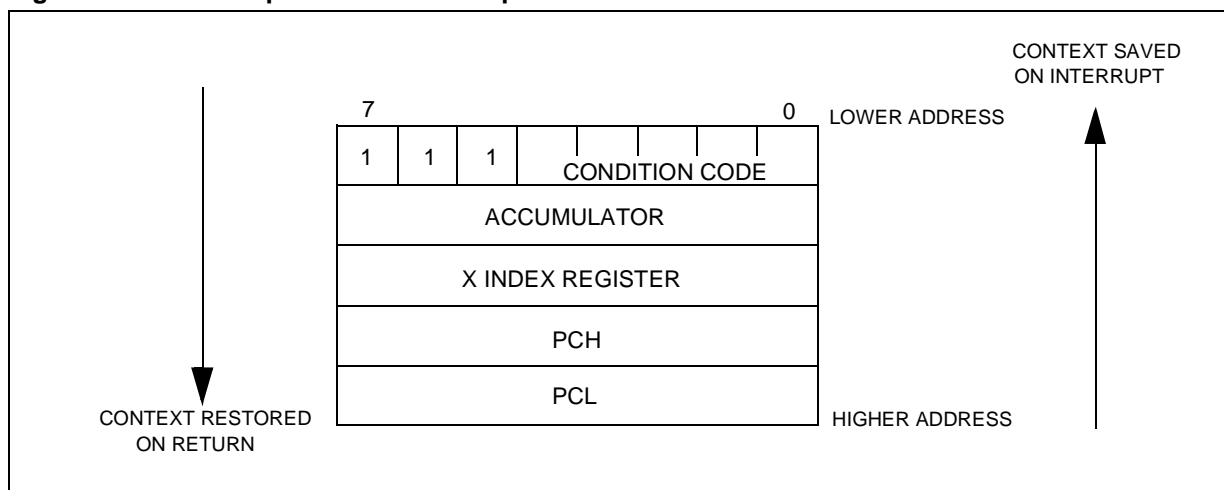 CONTEXT SAVED
ON INTERRUPT
7 0 LOWER ADDRESS
1 1 1 CONDITION CODE
ACCUMULATOR
X INDEX REGISTER
PCH
PCL
CONTEXT RESTORED
ON RETURN
HIGHER ADDRESS